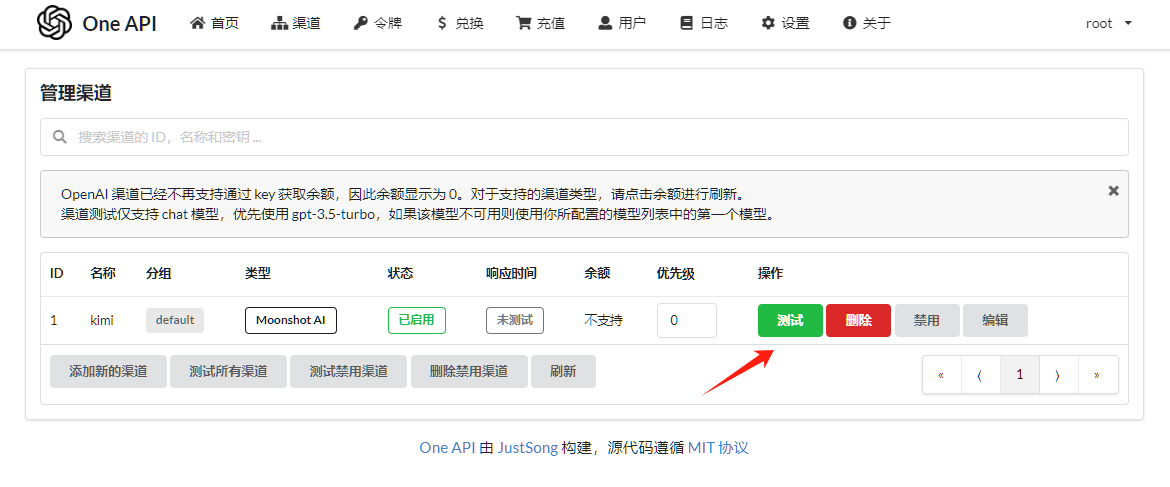 One API 首页 渠道 令牌 兑换 充值 用户 日志 设置 关于 root
管理渠道
搜索渠道的 ID，名称和密钥 ...
OpenAI 渠道已经不再支持通过 key 获取余额，因此余额显示为 0。对于支持的渠道类型，请点击余额进行刷新。
渠道测试仅支持 chat 模型，优先使用 gpt-3.5-turbo，如果该模型不可用则使用你所配置的模型列表中的第一个模型。
ID 名称 分组 类型 状态 响应时间 余额 优先级 操作
1 kimi default Moonshot AI 已启用 未测试 不支持 0 测试 删除 禁用 编辑
添加新的渠道 测试所有渠道 测试禁用渠道 删除禁用渠道 刷新 « ⟨ 1 ⟩ »
One API 由 JustSong 构建，源代码遵循 MIT 协议